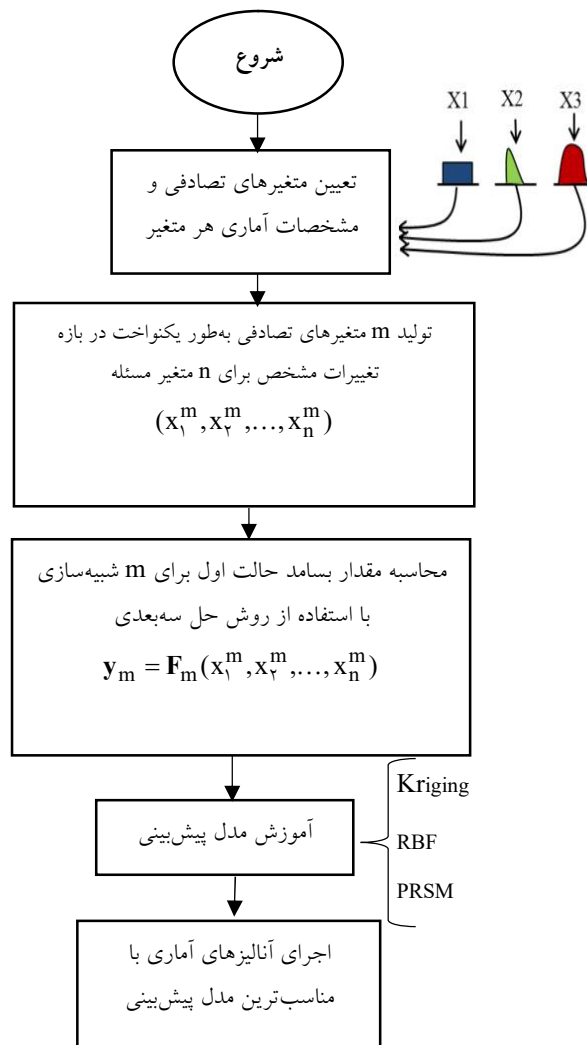 شروع
X1 X2 X3
تعیین متغیرهای تصادفی و
مشخصات آماری هر متغیر
تولید m متغیرهای تصادفی به‌طور یکنواخت در بازه
تغییرات مشخص برای n متغیر مسئله
(x₁ᵐ, x₂ᵐ, ..., xₙᵐ)
محاسبه مقدار بسامد حالت اول برای m شبیه‌سازی
با استفاده از روش حل سه‌بعدی
yₘ = Fₘ(x₁ᵐ, x₂ᵐ, ..., xₙᵐ)
آموزش مدل پیش‌بینی
Kriging
RBF
PRSM
اجرای آنالیزهای آماری با
مناسب‌ترین مدل پیش‌بینی